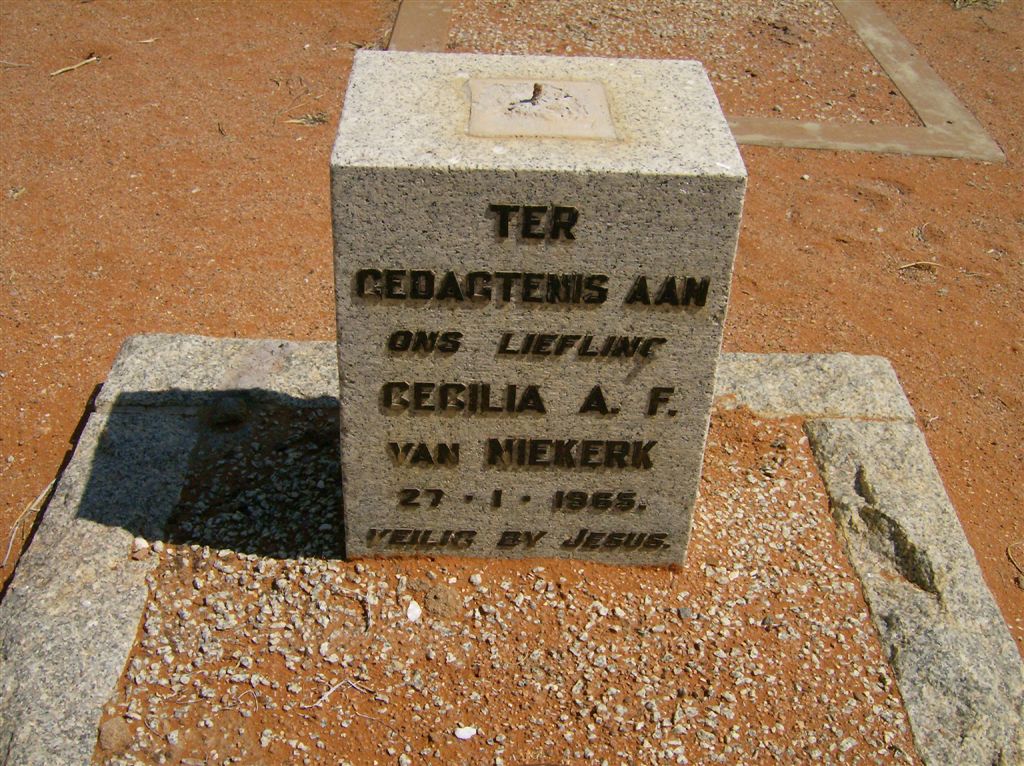 TER
GEDAGTENIS AAN
ONS LIEFLING
CECILIA A. F.
VAN NIEKERK
27 · 1 · 1965.
VEILIG BY JESUS.